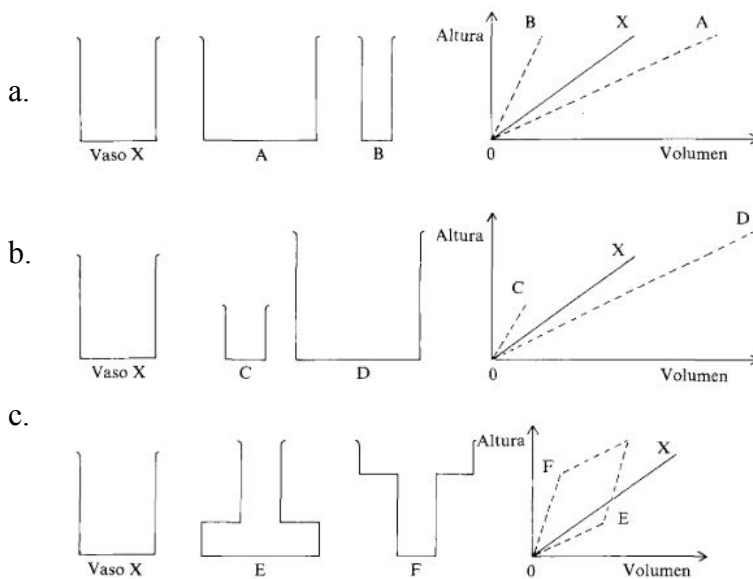 a.
Vaso X
A
B
Altura
B
X
A
0
Volumen
b.
Vaso X
C
D
Altura
C
X
D
0
Volumen
c.
Vaso X
E
F
Altura
F
X
E
0
Volumen